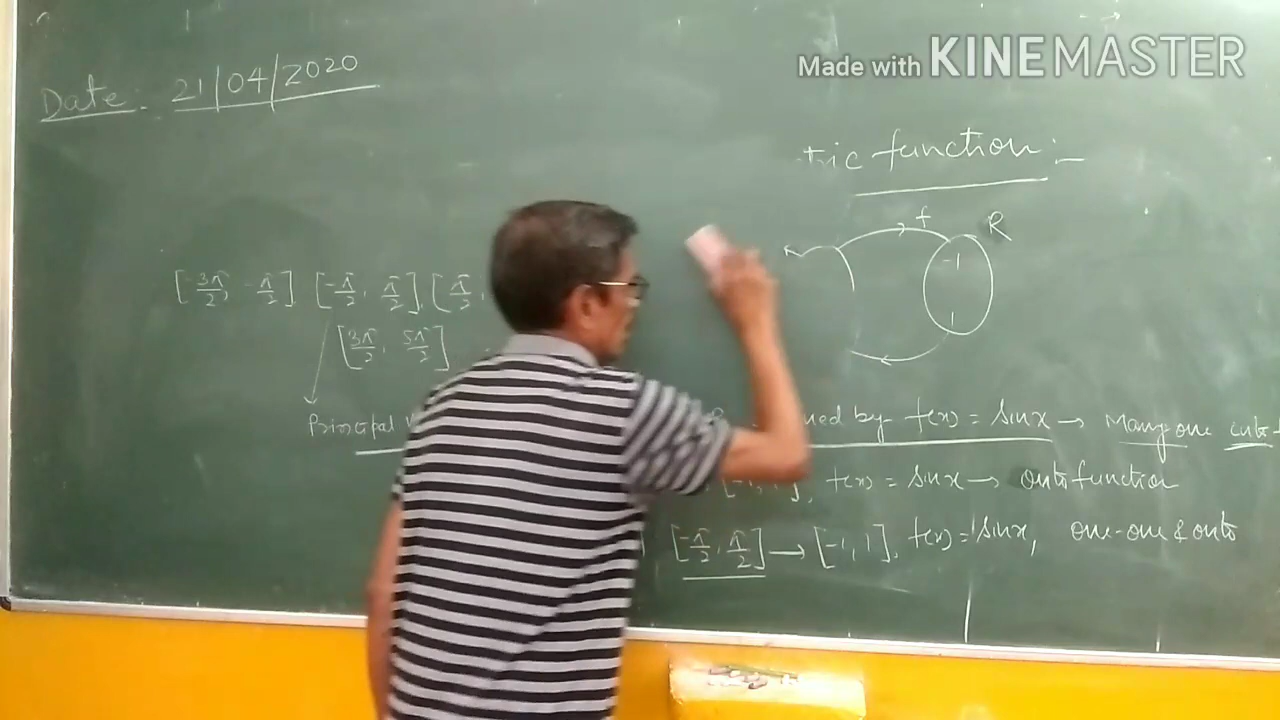 Made with KINEMASTER
Date: 21/04/2020
tric function :-
f R
-1
1
[-3π/2, -π/2] [-π/2, π/2], [π/2,
[3π/2, 5π/2]
Principal
ned by f(x) = sinx → Many-one into
f(x) = sinx → onto function
[-π/2, π/2] → [-1, 1], f(x) = sinx, one-one & onto